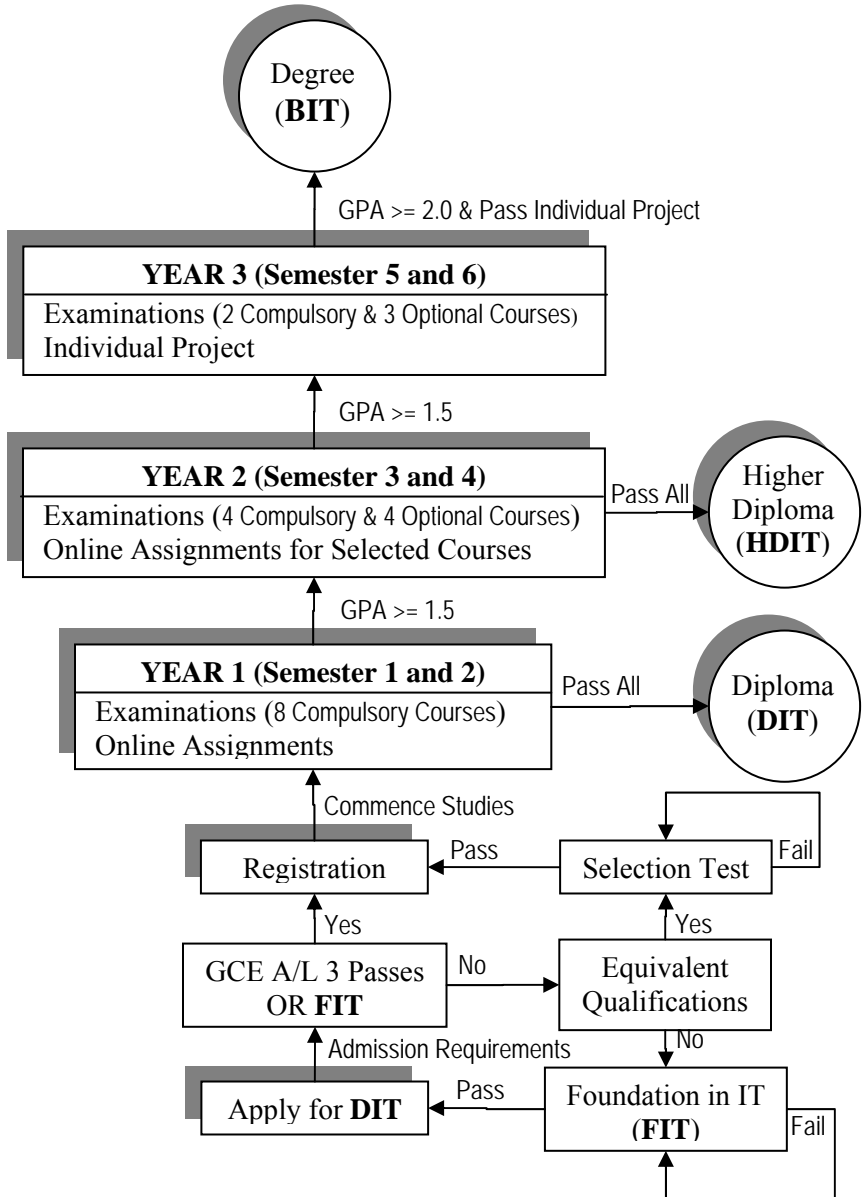 Degree
(BIT)
GPA >= 2.0 & Pass Individual Project
YEAR 3 (Semester 5 and 6)
Examinations (2 Compulsory & 3 Optional Courses)
Individual Project
GPA >= 1.5
YEAR 2 (Semester 3 and 4)
Examinations (4 Compulsory & 4 Optional Courses)
Online Assignments for Selected Courses
Pass All
Higher
Diploma
(HDIT)
GPA >= 1.5
YEAR 1 (Semester 1 and 2)
Examinations (8 Compulsory Courses)
Online Assignments
Pass All
Diploma
(DIT)
Commence Studies
Registration
Pass
Selection Test
Fail
Yes
Yes
GCE A/L 3 Passes
OR FIT
No
Equivalent
Qualifications
No
Admission Requirements
Apply for DIT
Pass
Foundation in IT
(FIT)
Fail